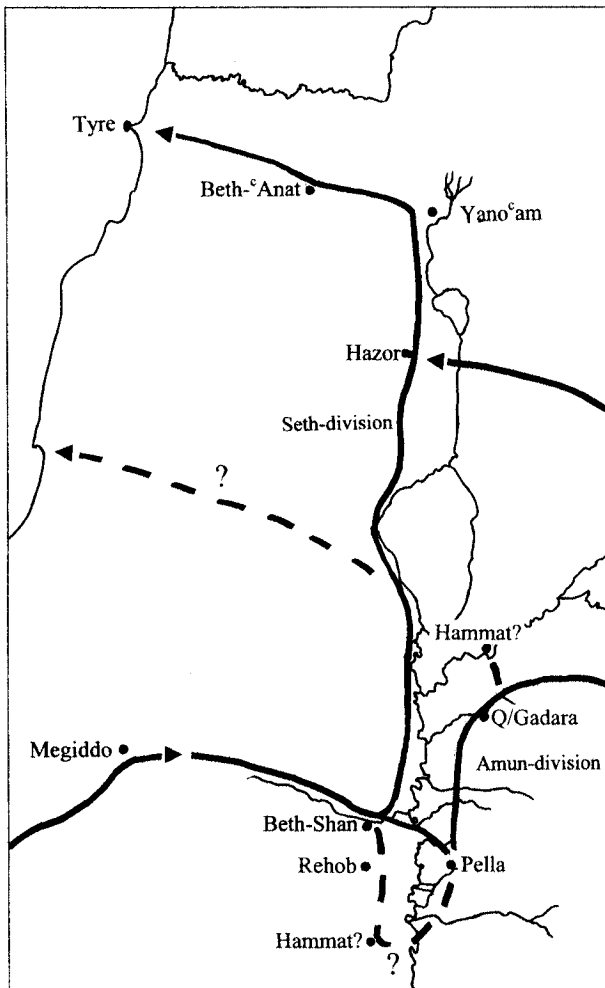 Tyre
Beth-ᶜAnat
Yanoᶜam
Hazor
Seth-division
?
Hammat?
Q/Gadara
Megiddo
Amun-division
Beth-Shan
Rehob
Pella
Hammat?
?